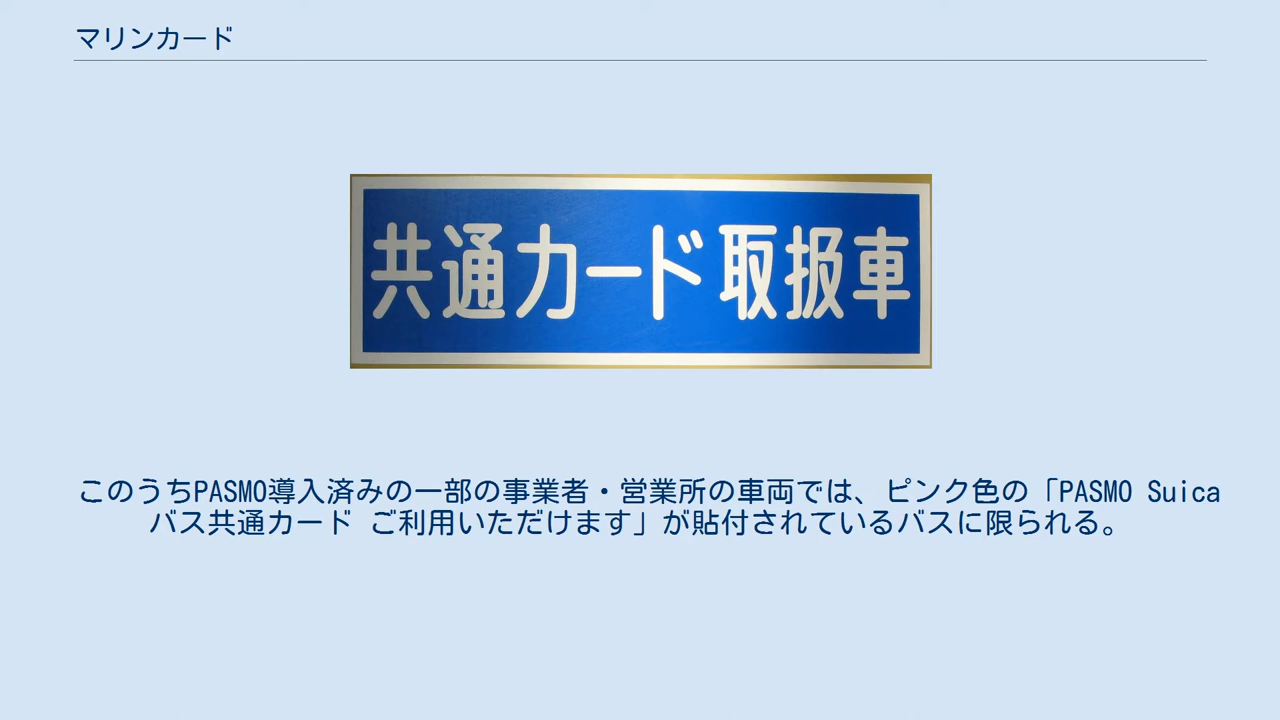 マリンカード
共通カード取扱車
このうちPASMO導入済みの一部の事業者・営業所の車両では、ピンク色の「PASMO Suica
バス共通カード ご利用いただけます」が貼付されているバスに限られる。